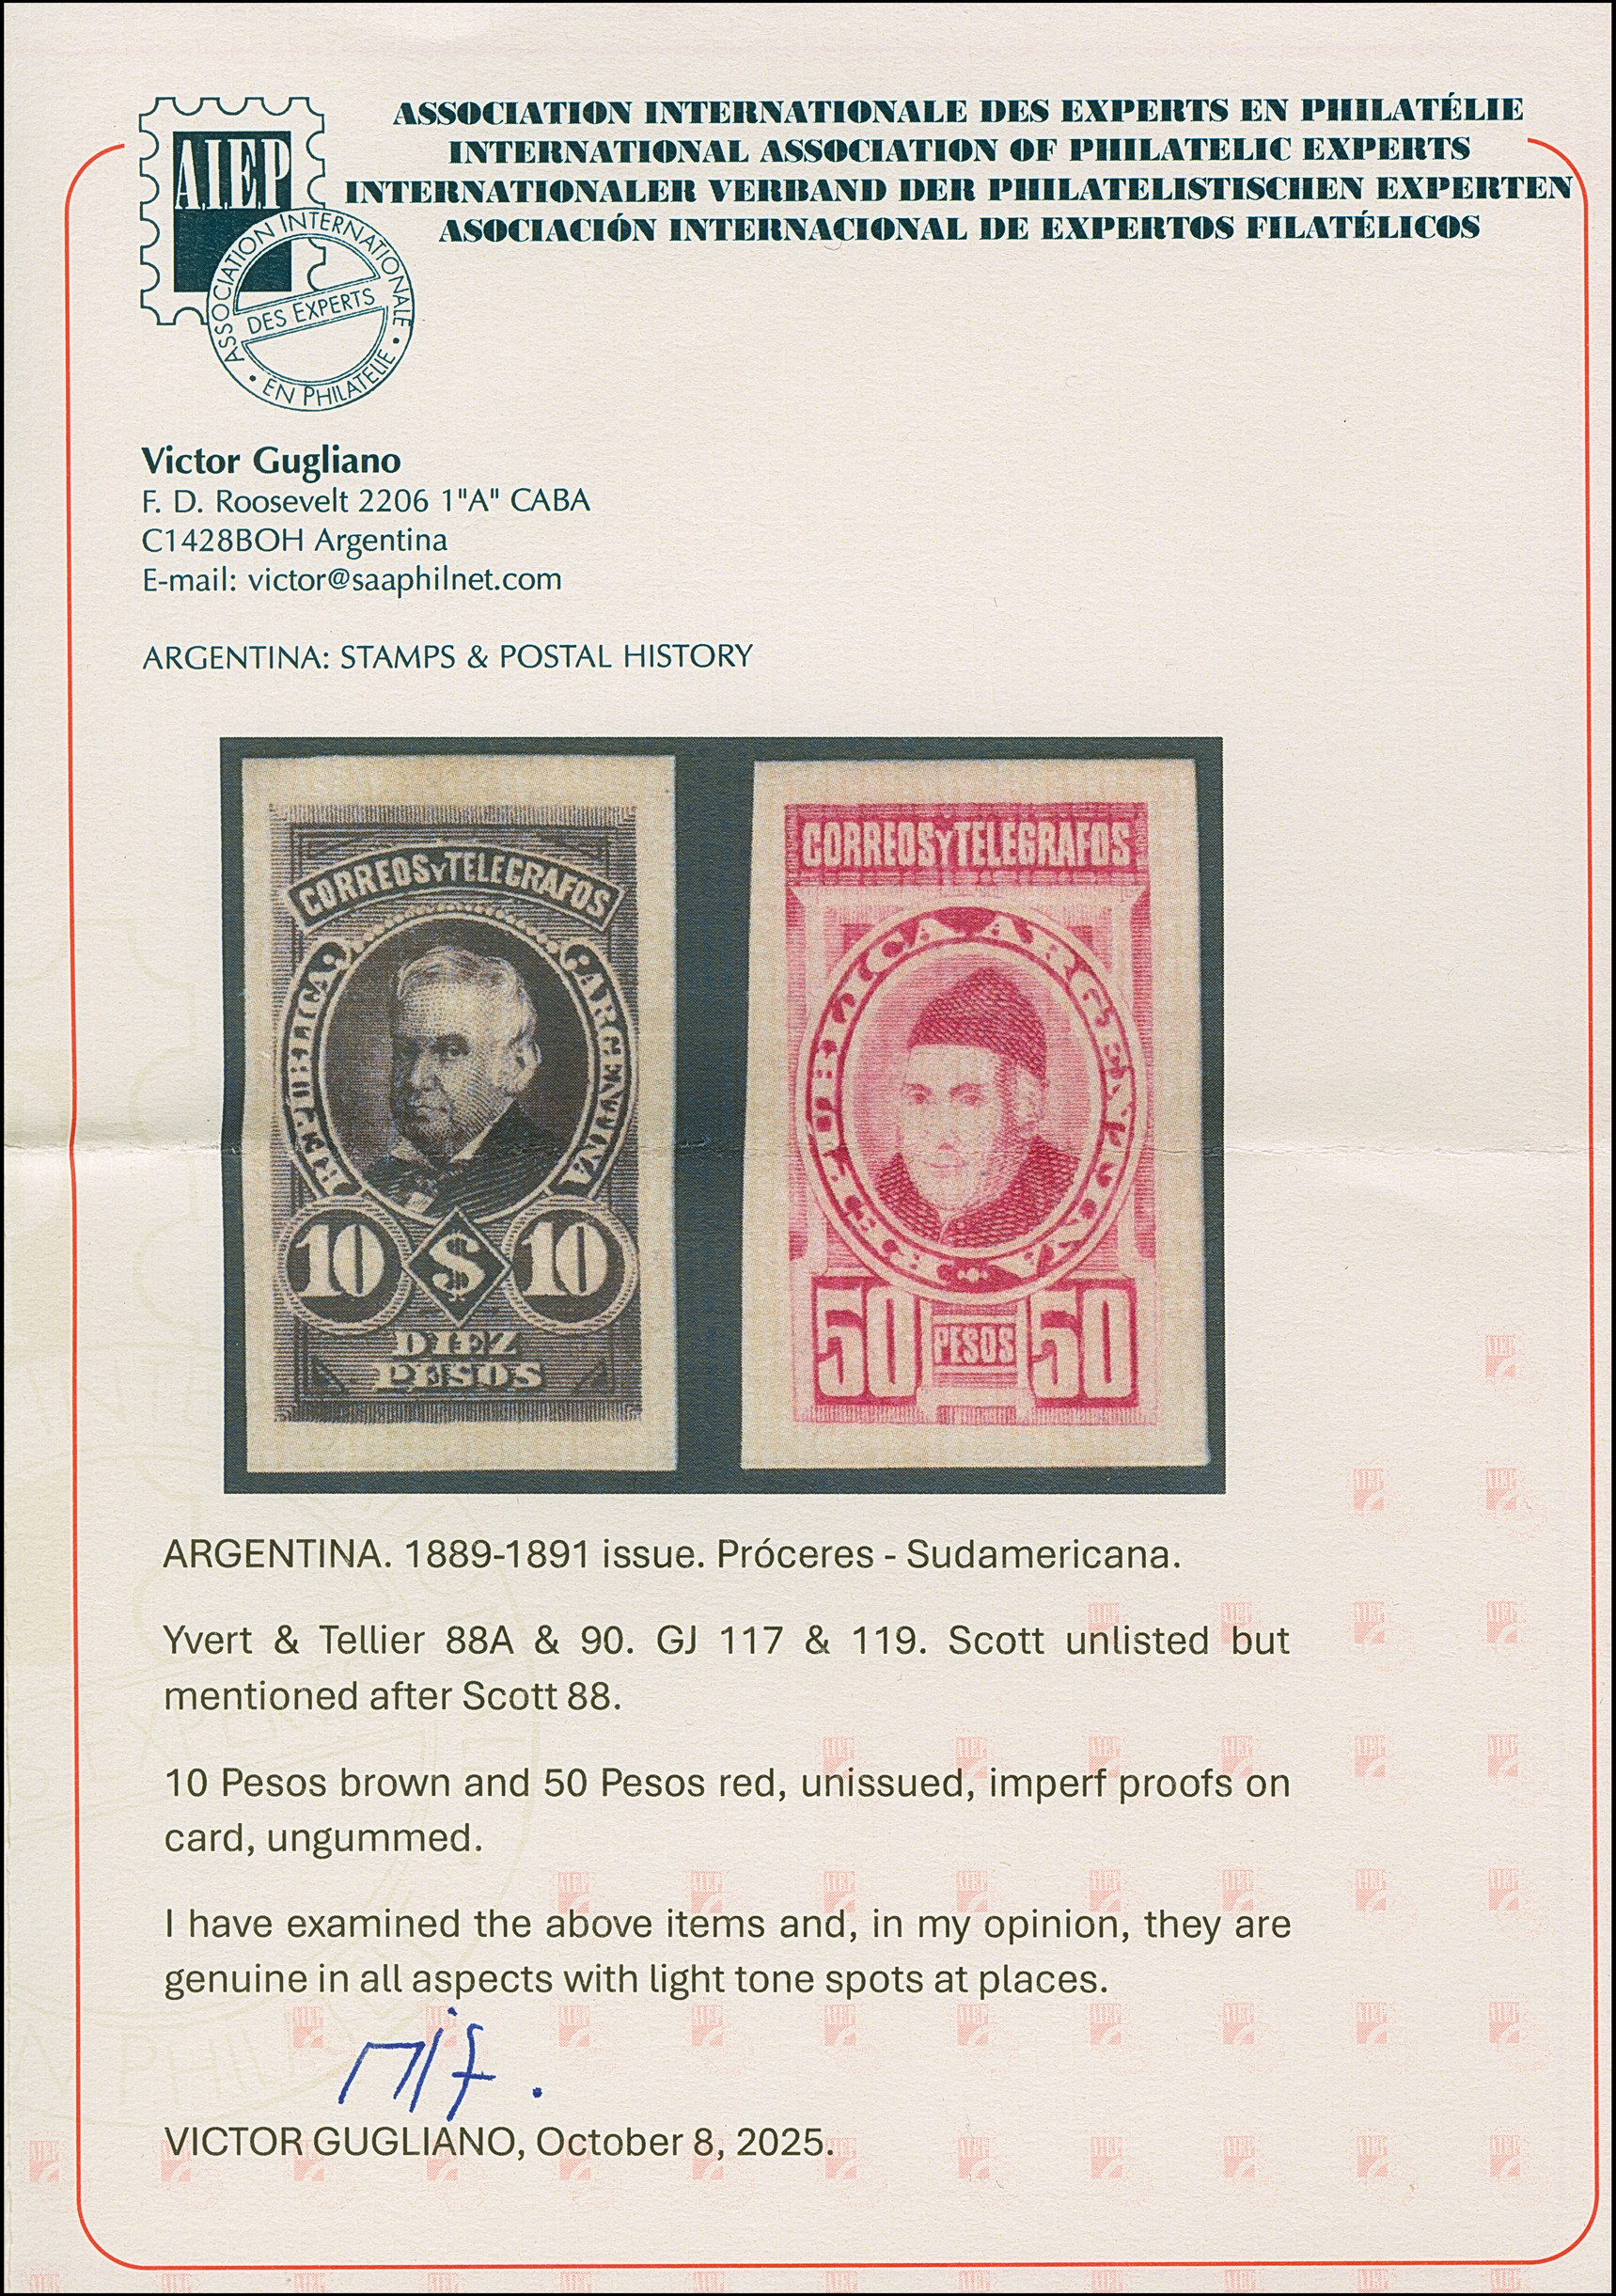 AIEP
ASSOCIATION INTERNATIONALE DES EXPERTS EN PHILATÉLIE
INTERNATIONAL ASSOCIATION OF PHILATELIC EXPERTS
INTERNATIONALER VERBAND DER PHILATELISTISCHEN EXPERTEN
ASOCIACIÓN INTERNACIONAL DE EXPERTOS FILATÉLICOS
ASSOCIATION INTERNATIONALE
DES EXPERTS
• EN PHILATELIE •
Victor Gugliano
F. D. Roosevelt 2206 1"A" CABA
C1428BOH Argentina
E-mail: victor@saaphilnet.com
ARGENTINA: STAMPS & POSTAL HISTORY
CORREOS Y TELEGRAFOS
REPUBLICA ARGENTINA
10 $ 10
DIEZ
PESOS
CORREOS Y TELEGRAFOS
REPUBLICA ARGENTINA
50 PESOS 50
ARGENTINA. 1889-1891 issue. Próceres - Sudamericana.
Yvert & Tellier 88A & 90. GJ 117 & 119. Scott unlisted but
mentioned after Scott 88.
10 Pesos brown and 50 Pesos red, unissued, imperf proofs on
card, ungummed.
I have examined the above items and, in my opinion, they are
genuine in all aspects with light tone spots at places.
VICTOR GUGLIANO, October 8, 2025.